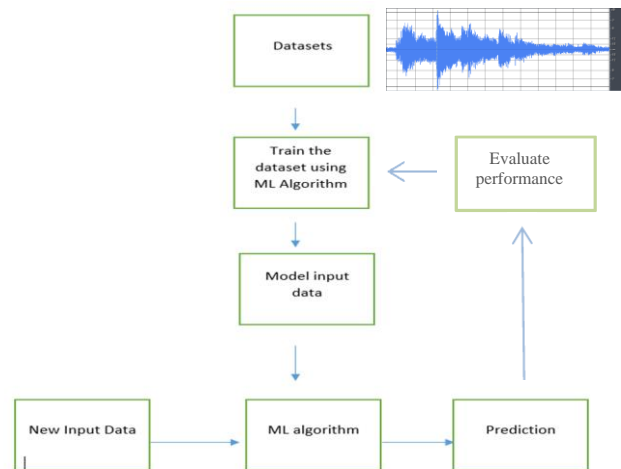 Datasets
Train the
dataset using
ML Algorithm
Evaluate
performance
Model input
data
New Input Data
ML algorithm
Prediction